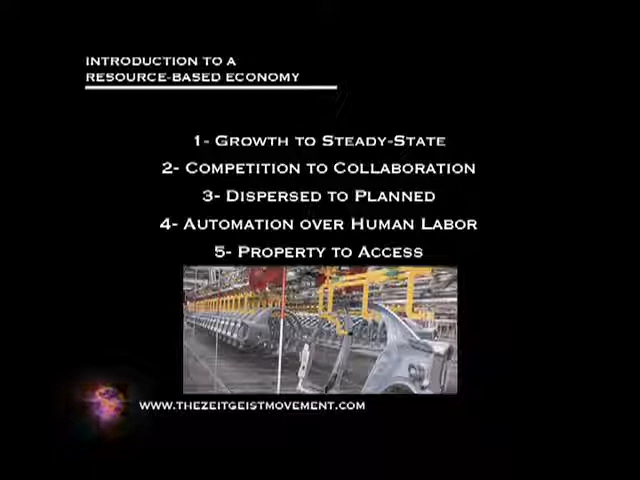 INTRODUCTION TO A
RESOURCE-BASED ECONOMY
1- GROWTH TO STEADY-STATE
2- COMPETITION TO COLLABORATION
3- DISPERSED TO PLANNED
4- AUTOMATION OVER HUMAN LABOR
5- PROPERTY TO ACCESS
WWW.THEZEITGEISTMOVEMENT.COM